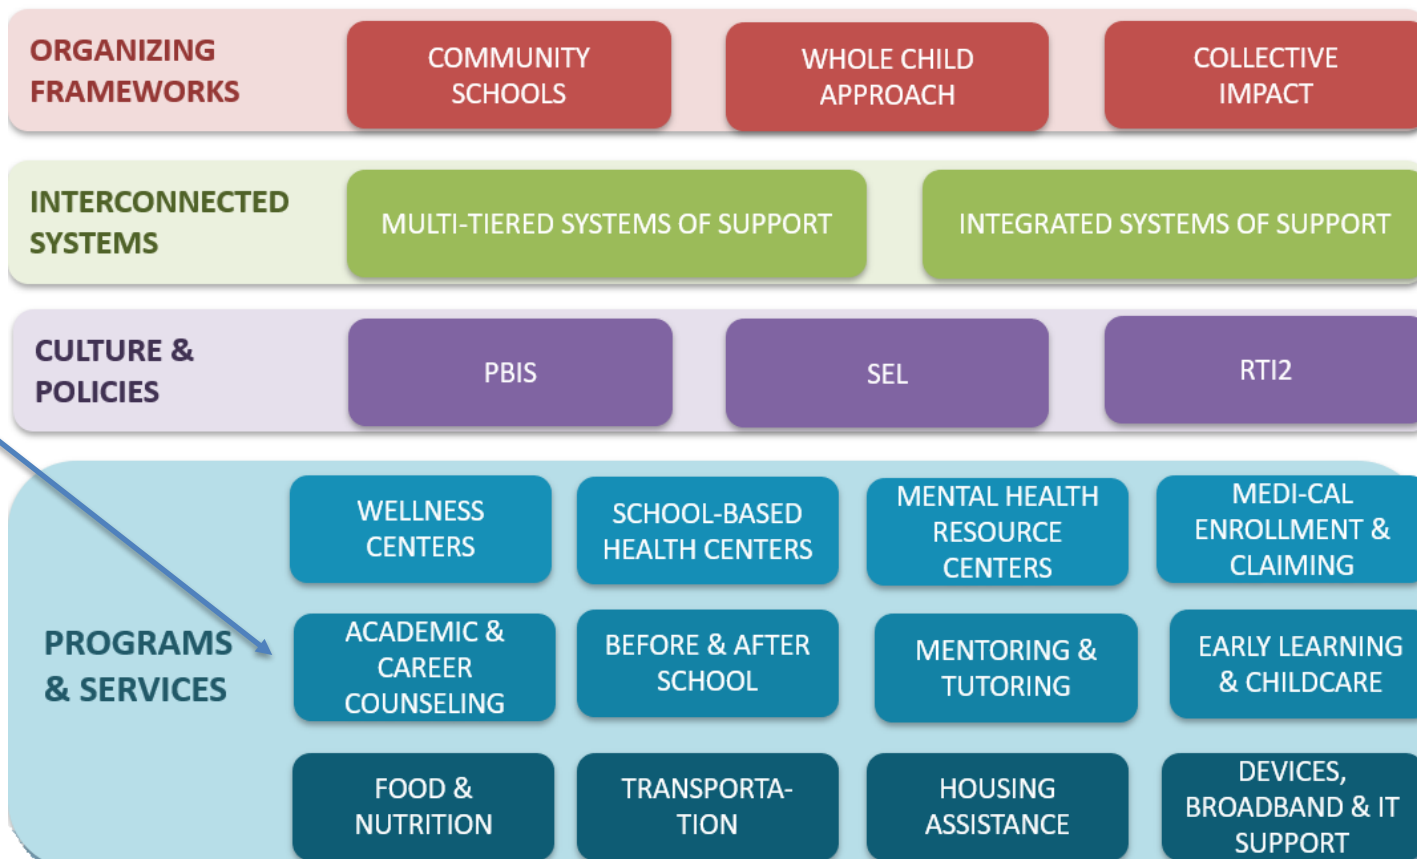 ORGANIZING
FRAMEWORKS
COMMUNITY
SCHOOLS
WHOLE CHILD
APPROACH
COLLECTIVE
IMPACT
INTERCONNECTED
SYSTEMS
MULTI-TIERED SYSTEMS OF SUPPORT
INTEGRATED SYSTEMS OF SUPPORT
CULTURE &
POLICIES
PBIS
SEL
RTI2
PROGRAMS
& SERVICES
WELLNESS
CENTERS
SCHOOL-BASED
HEALTH CENTERS
MENTAL HEALTH
RESOURCE
CENTERS
MEDI-CAL
ENROLLMENT &
CLAIMING
ACADEMIC &
CAREER
COUNSELING
BEFORE & AFTER
SCHOOL
MENTORING &
TUTORING
EARLY LEARNING
& CHILDCARE
FOOD &
NUTRITION
TRANSPORTA-
TION
HOUSING
ASSISTANCE
DEVICES,
BROADBAND & IT
SUPPORT